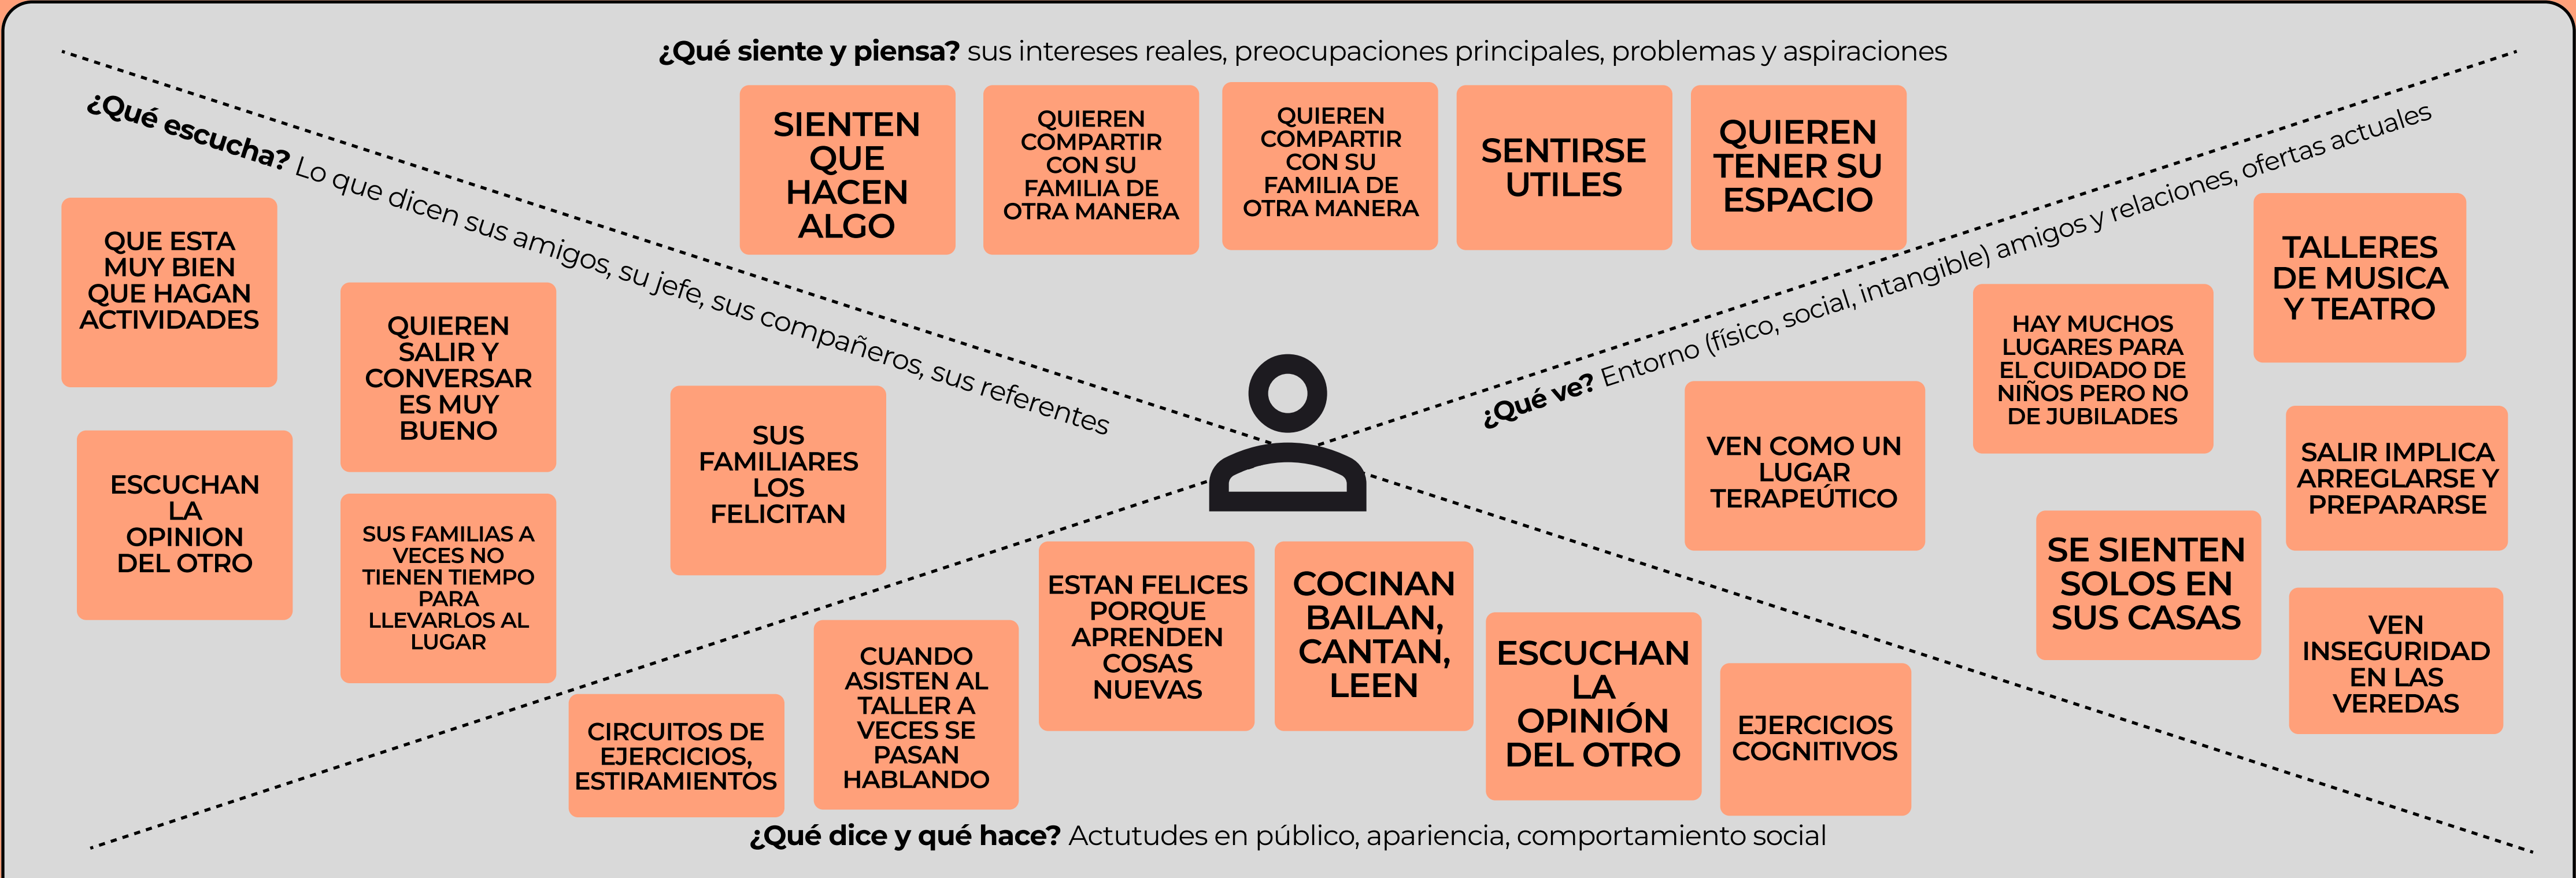 ¿Qué siente y piensa? sus intereses reales, preocupaciones principales, problemas y aspiraciones
SIENTEN
QUE
HACEN
ALGO
QUIEREN
COMPARTIR
CON SU
FAMILIA DE
OTRA MANERA
QUIEREN
COMPARTIR
CON SU
FAMILIA DE
OTRA MANERA
SENTIRSE
UTILES
QUIEREN
TENER SU
ESPACIO
¿Qué escucha? Lo que dicen sus amigos, su jefe, sus compañeros, sus referentes
QUE ESTA
MUY BIEN
QUE HAGAN
ACTIVIDADES
QUIEREN
SALIR Y
CONVERSAR
ES MUY
BUENO
SUS
FAMILIARES
LOS
FELICITAN
ESCUCHAN
LA
OPINION
DEL OTRO
SUS FAMILIAS A
VECES NO
TIENEN TIEMPO
PARA
LLEVARLOS AL
LUGAR
¿Qué ve? Entorno (físico, social, intangible) amigos y relaciones, ofertas actuales
TALLERES
DE MUSICA
Y TEATRO
HAY MUCHOS
LUGARES PARA
EL CUIDADO DE
NIÑOS PERO NO
DE JUBILADES
VEN COMO UN
LUGAR
TERAPEÚTICO
SALIR IMPLICA
ARREGLARSE Y
PREPARARSE
SE SIENTEN
SOLOS EN
SUS CASAS
VEN
INSEGURIDAD
EN LAS
VEREDAS
CIRCUITOS DE
EJERCICIOS,
ESTIRAMIENTOS
CUANDO
ASISTEN AL
TALLER A
VECES SE
PASAN
HABLANDO
ESTAN FELICES
PORQUE
APRENDEN
COSAS
NUEVAS
COCINAN
BAILAN,
CANTAN,
LEEN
ESCUCHAN
LA
OPINIÓN
DEL OTRO
EJERCICIOS
COGNITIVOS
¿Qué dice y qué hace? Actutudes en público, apariencia, comportamiento social